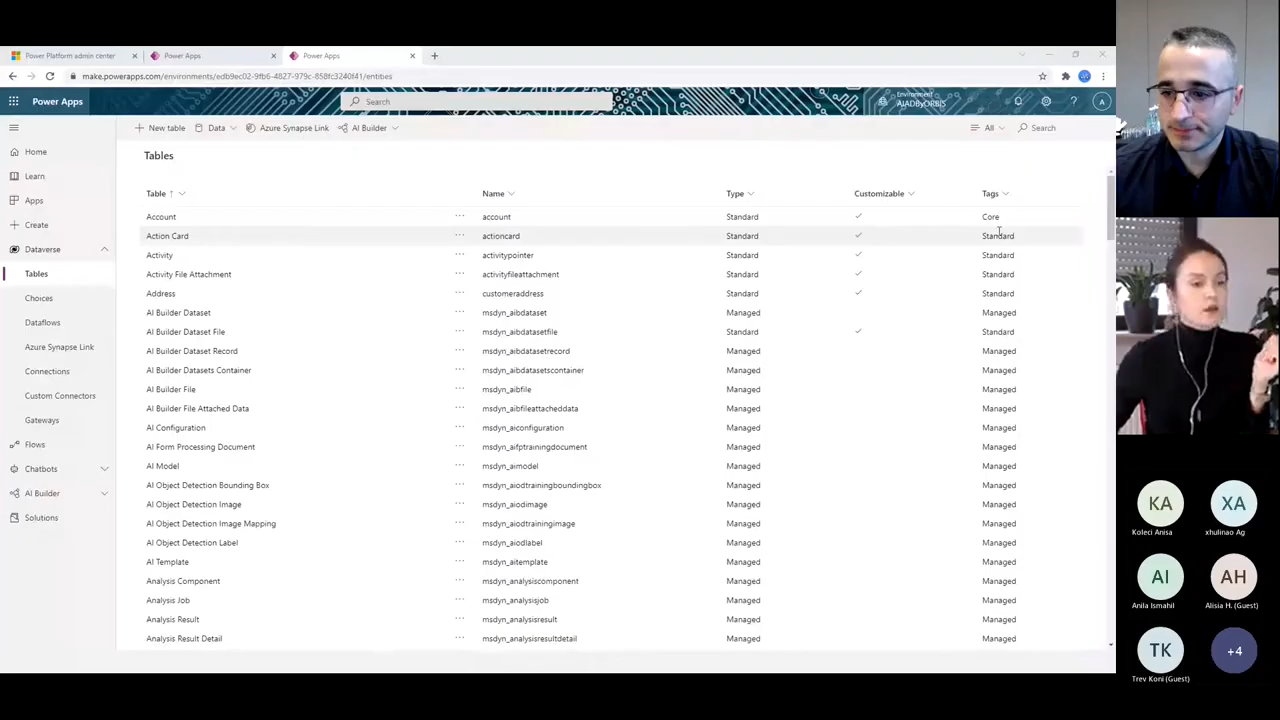 Power Platform admin center
Power Apps
Power Apps
make.powerapps.com/environments/edb9ec02-9fb6-4827-979c-858fc3240f41/entities
Power Apps
Search
Environment
AIADByORBIS
A
New table
Data
Azure Synapse Link
AI Builder
All
Search
Home
Learn
Apps
Create
Dataverse
Tables
Choices
Dataflows
Azure Synapse Link
Connections
Custom Connectors
Gateways
Flows
Chatbots
AI Builder
Solutions
Tables
Table Name Type Customizable Tags
Account account Standard Core
Action Card actioncard Standard Standard
Activity activitypointer Standard Standard
Activity File Attachment activityfileattachment Standard Standard
Address customeraddress Standard Standard
AI Builder Dataset msdyn_aibdataset Managed Managed
AI Builder Dataset File msdyn_aibdatasetfile Standard Standard
AI Builder Dataset Record msdyn_aibdatasetrecord Managed Managed
AI Builder Datasets Container msdyn_aibdatasetscontainer Managed Managed
AI Builder File msdyn_aibfile Managed Managed
AI Builder File Attached Data msdyn_aibfileattacheddata Managed Managed
AI Configuration msdyn_aiconfiguration Managed Managed
AI Form Processing Document msdyn_aifptrainingdocument Managed Managed
AI Model msdyn_aimodel Managed Managed
AI Object Detection Bounding Box msdyn_aiodtrainingboundingbox Managed Managed
AI Object Detection Image msdyn_aiodimage Managed Managed
AI Object Detection Image Mapping msdyn_aiodtrainingimage Managed Managed
AI Object Detection Label msdyn_aiodlabel Managed Managed
AI Template msdyn_aitemplate Managed Managed
Analysis Component msdyn_analysiscomponent Managed Managed
Analysis Job msdyn_analysisjob Managed Managed
Analysis Result msdyn_analysisresult Managed Managed
Analysis Result Detail msdyn_analysisresultdetail Managed Managed
KA
Koleci Anisa
XA
xhulinao Ag
AI
Anila Ismahil
AH
Alisia H. (Guest)
TK
Trev Koni (Guest)
+4